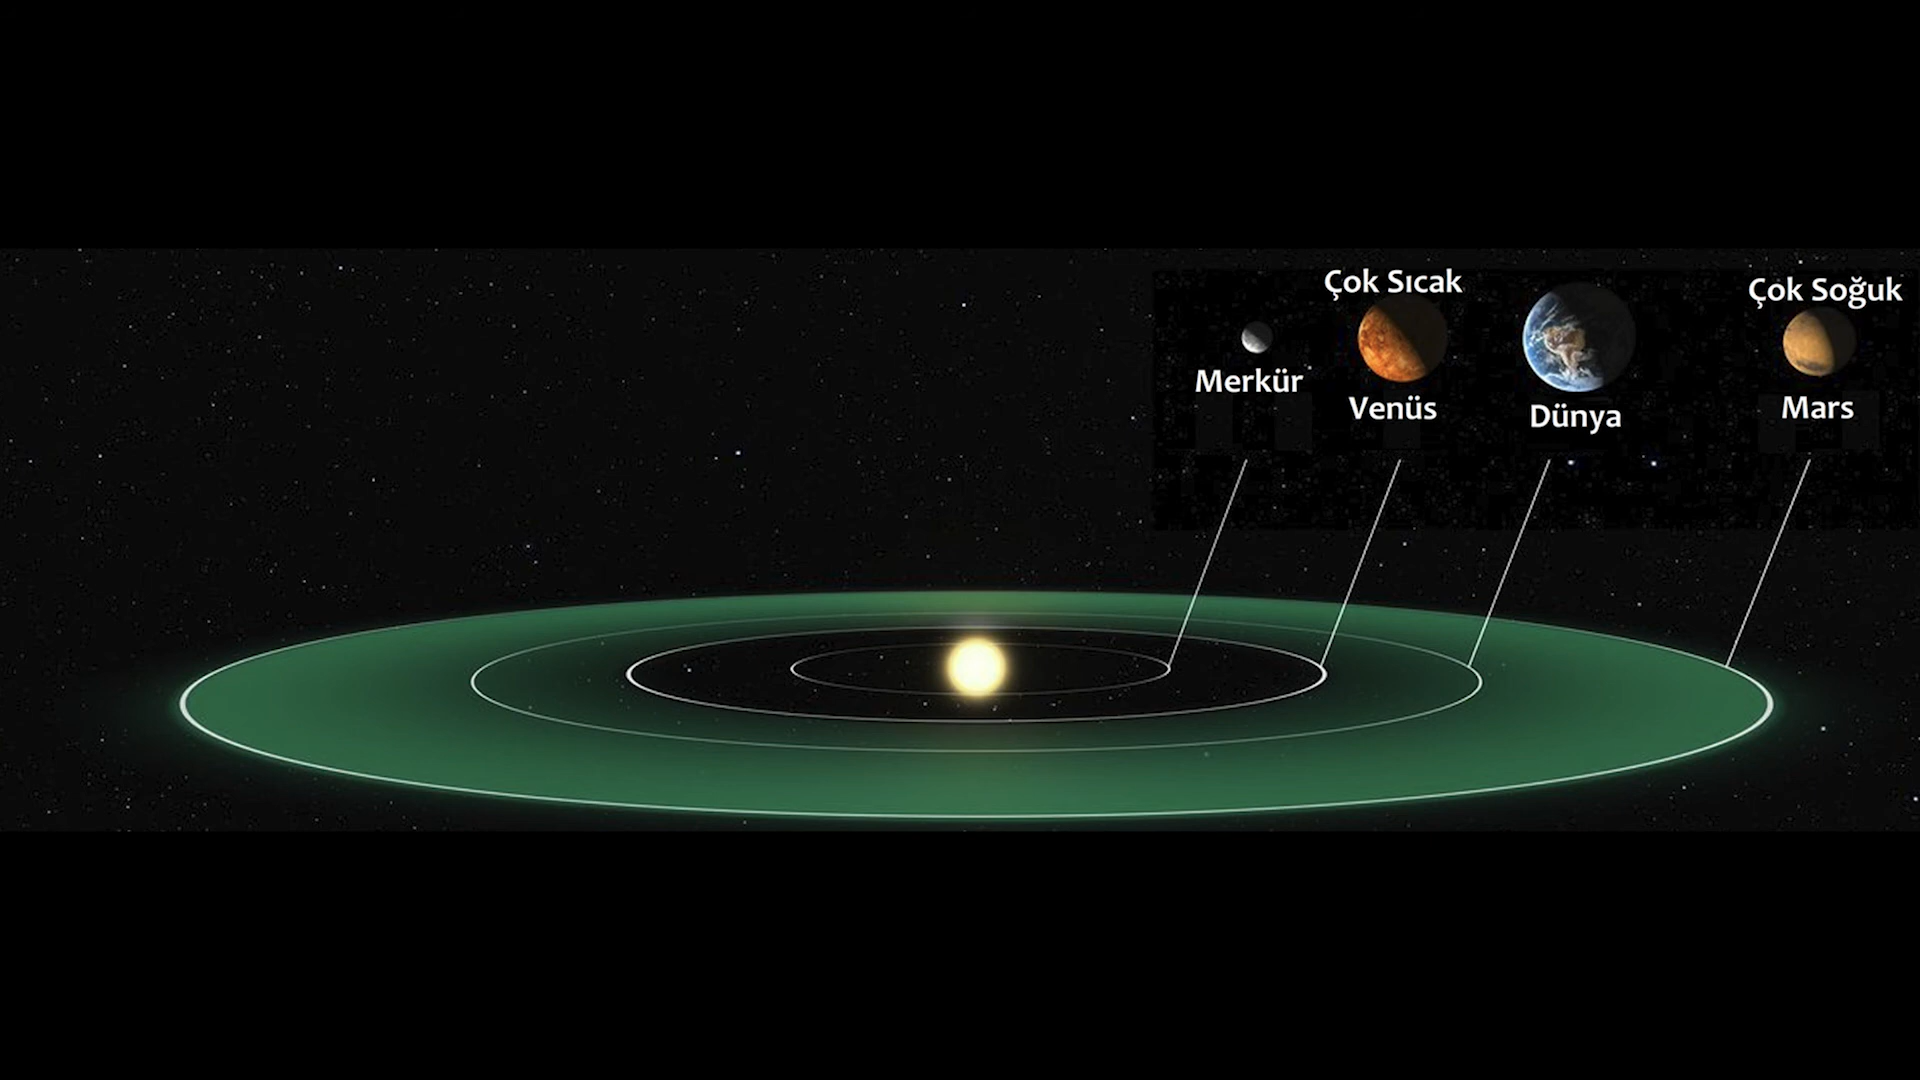 Çok Sıcak
Çok Soğuk
Merkür
Venüs
Dünya
Mars